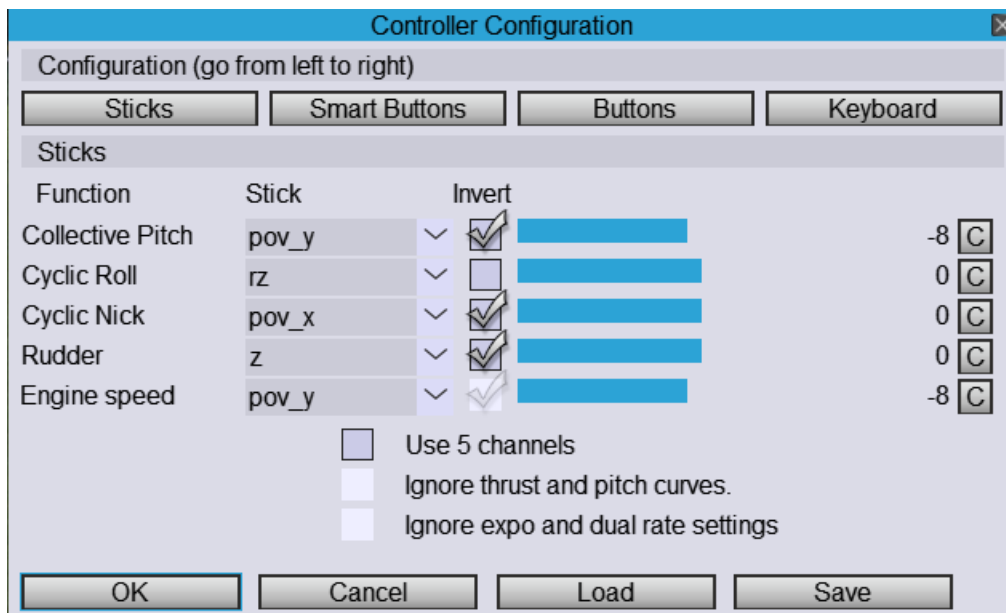 Controller Configuration
Configuration (go from left to right)
Sticks Smart Buttons Buttons Keyboard
Sticks
Function Stick Invert
Collective Pitch pov_y -8 C
Cyclic Roll rz 0 C
Cyclic Nick pov_x 0 C
Rudder z 0 C
Engine speed pov_y -8 C
Use 5 channels
Ignore thrust and pitch curves.
Ignore expo and dual rate settings
OK Cancel Load Save